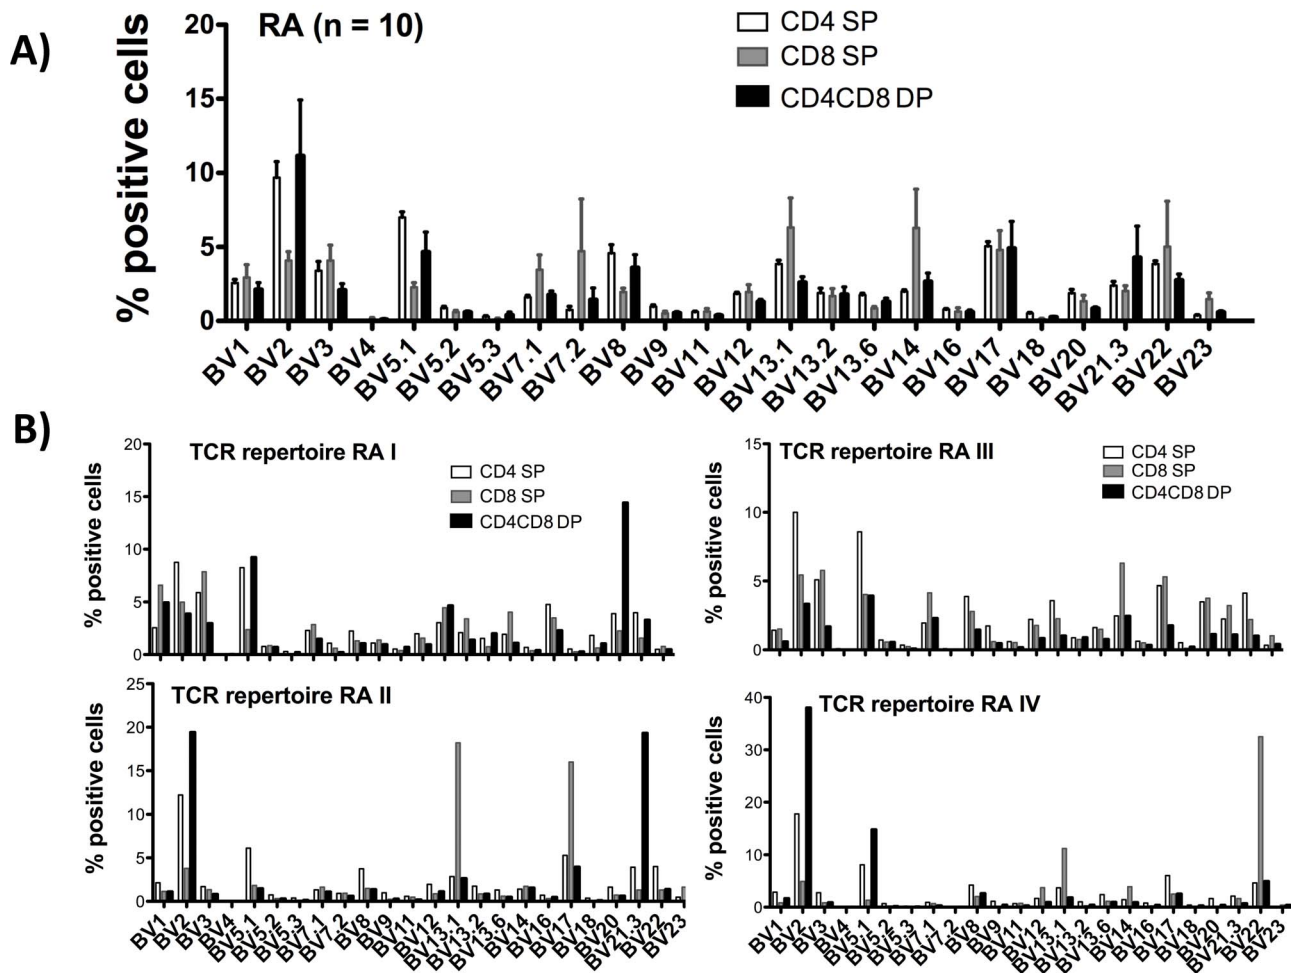 A)
RA (n = 10)
CD4 SP
CD8 SP
CD4CD8 DP
% positive cells
20
15
10
5
0
BV1 BV2 BV3 BV4 BV5.1 BV5.2 BV5.3 BV7.1 BV7.2 BV8 BV9 BV11 BV12 BV13.1 BV13.2 BV13.6 BV14 BV16 BV17 BV18 BV20 BV21.3 BV22 BV23
B)
TCR repertoire RA I
CD4 SP
CD8 SP
CD4CD8 DP
% positive cells
20
15
10
5
0
TCR repertoire RA III
CD4 SP
CD8 SP
CD4CD8 DP
% positive cells
15
10
5
0
TCR repertoire RA II
% positive cells
25
20
15
10
5
0
BV1 BV2 BV3 BV4 BV5.1 BV5.2 BV5.3 BV7.1 BV7.2 BV8 BV9 BV11 BV12 BV13.1 BV13.2 BV13.6 BV14 BV16 BV17 BV18 BV20 BV21.3 BV22 BV23
TCR repertoire RA IV
% positive cells
40
30
20
10
0
BV1 BV2 BV3 BV4 BV5.1 BV5.2 BV5.3 BV7.1 BV7.2 BV8 BV9 BV11 BV12 BV13.1 BV13.2 BV13.6 BV14 BV16 BV17 BV18 BV20 BV21.3 BV22 BV23